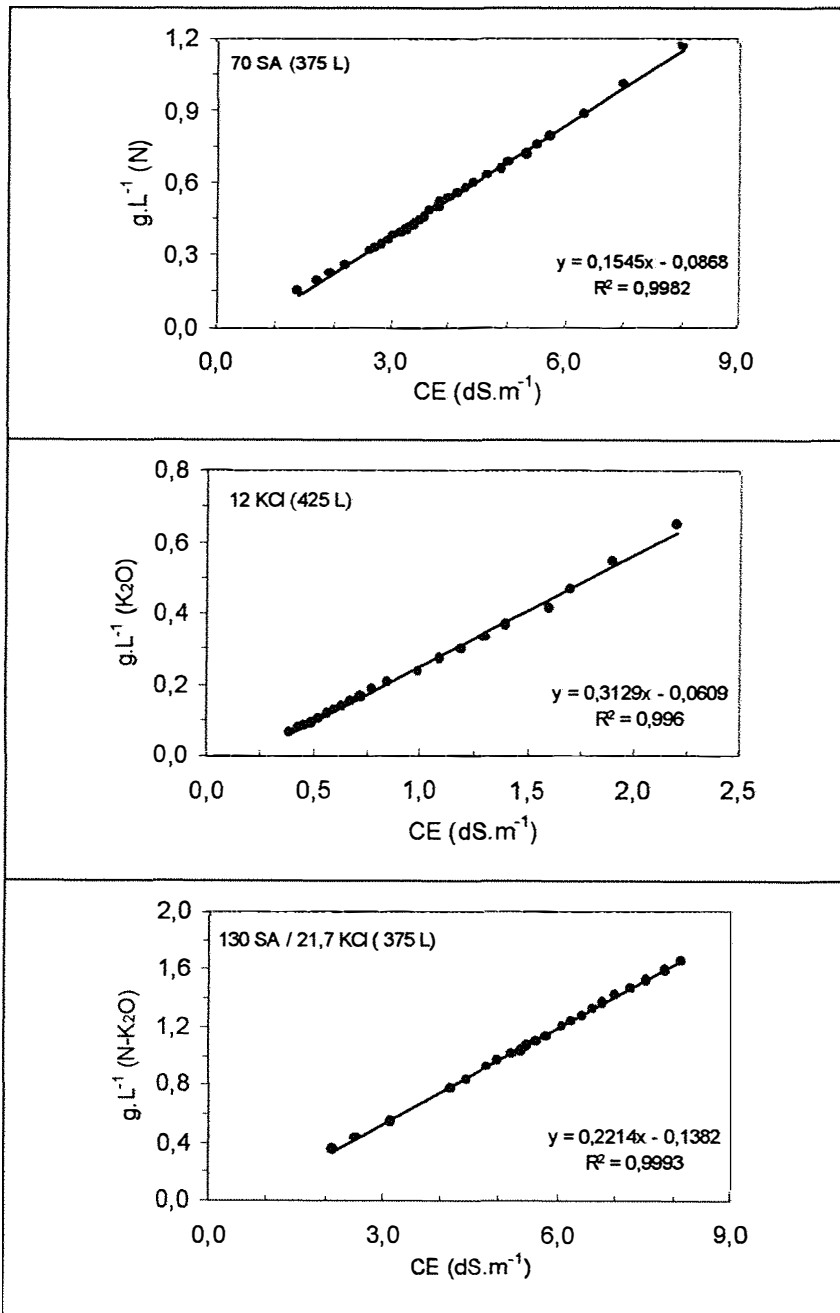 70 SA (375 L)
1,2
0,9
0,6
0,3
0,0
g.L⁻¹ (N)
y = 0,1545x - 0,0868
R² = 0,9982
0,0 3,0 6,0 9,0
CE (dS.m⁻¹)
12 KCl (425 L)
0,8
0,6
0,4
0,2
0,0
g.L⁻¹ (K₂O)
y = 0,3129x - 0,0609
R² = 0,996
0,0 0,5 1,0 1,5 2,0 2,5
CE (dS.m⁻¹)
130 SA / 21,7 KCl ( 375 L)
2,0
1,6
1,2
0,8
0,4
0,0
g.L⁻¹ (N-K₂O)
y = 0,2214x - 0,1382
R² = 0,9993
0,0 3,0 6,0 9,0
CE (dS.m⁻¹)